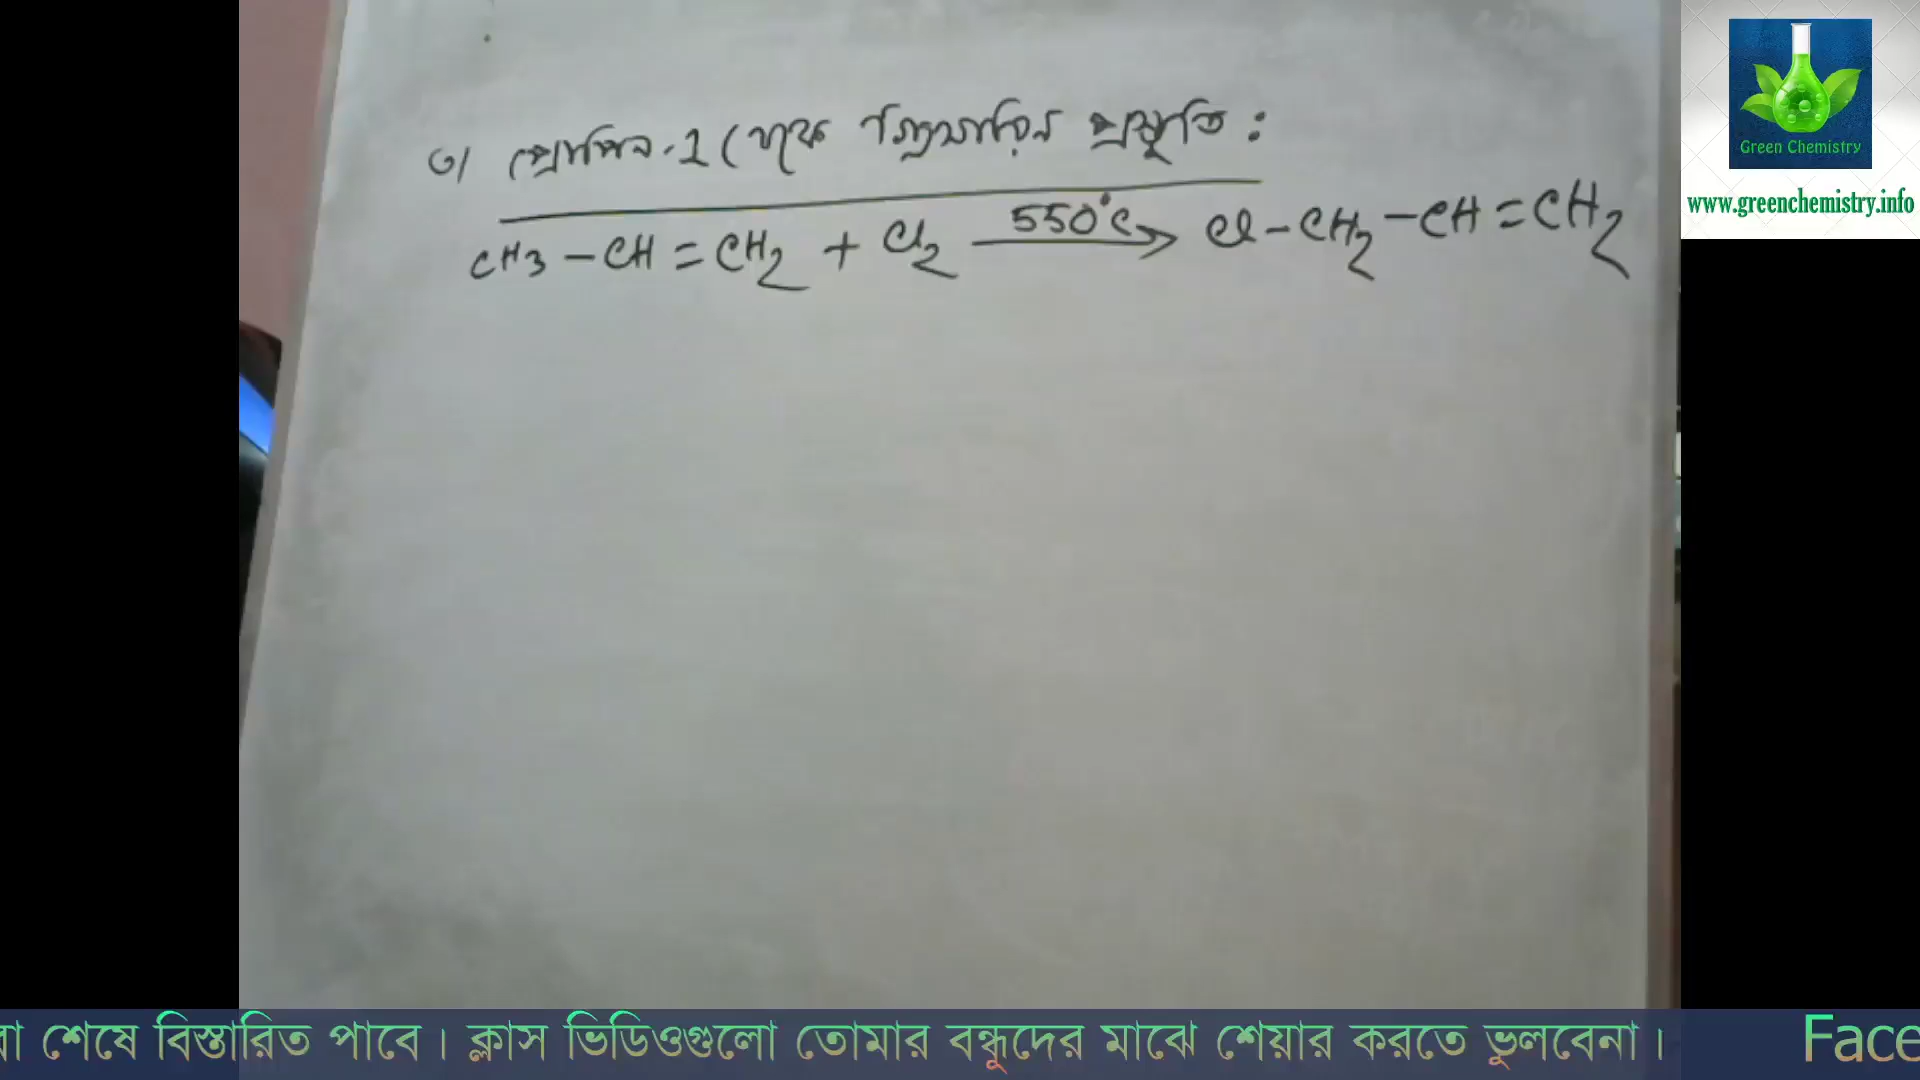 ৩। প্রোপিন-1 থেকে গ্লিসারিন প্রস্তুতি :
CH3 – CH = CH2 + Cl2 550°C → Cl – CH2 – CH = CH2
Green Chemistry
www.greenchemistry.info
শেষে বিস্তারিত পাবে। ক্লাস ভিডিওগুলো তোমার বন্ধুদের মাঝে শেয়ার করতে ভুলবেনা। Face